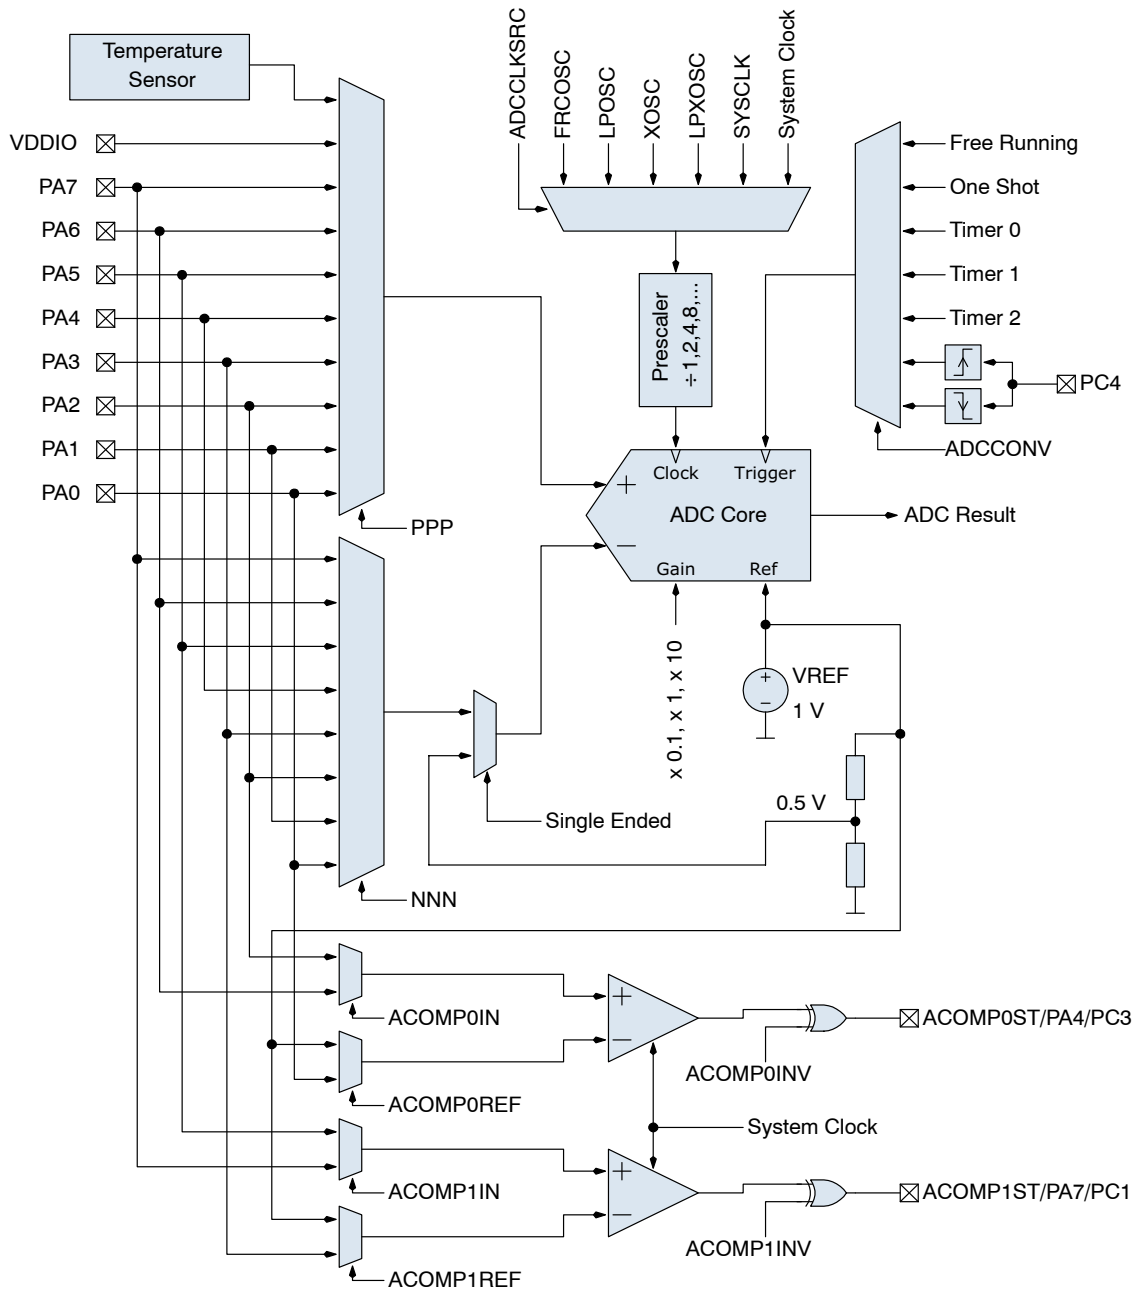 Temperature
Sensor
VDDIO
PA7
PA6
PA5
PA4
PA3
PA2
PA1
PA0
PPP
ADCCLKSRC
FRCOSC
LPOSC
XOSC
LPXOSC
SYSCLK
System Clock
Prescaler
÷1,2,4,8,...
Free Running
One Shot
Timer 0
Timer 1
Timer 2
PC4
ADCCONV
Clock
Trigger
+
ADC Core
−
Gain
Ref
ADC Result
x 0.1, x 1, x 10
+
−
VREF
1 V
0.5 V
Single Ended
NNN
ACOMP0IN
ACOMP0REF
+
−
ACOMP0INV
ACOMP0ST/PA4/PC3
System Clock
ACOMP1IN
ACOMP1REF
+
−
ACOMP1INV
ACOMP1ST/PA7/PC1